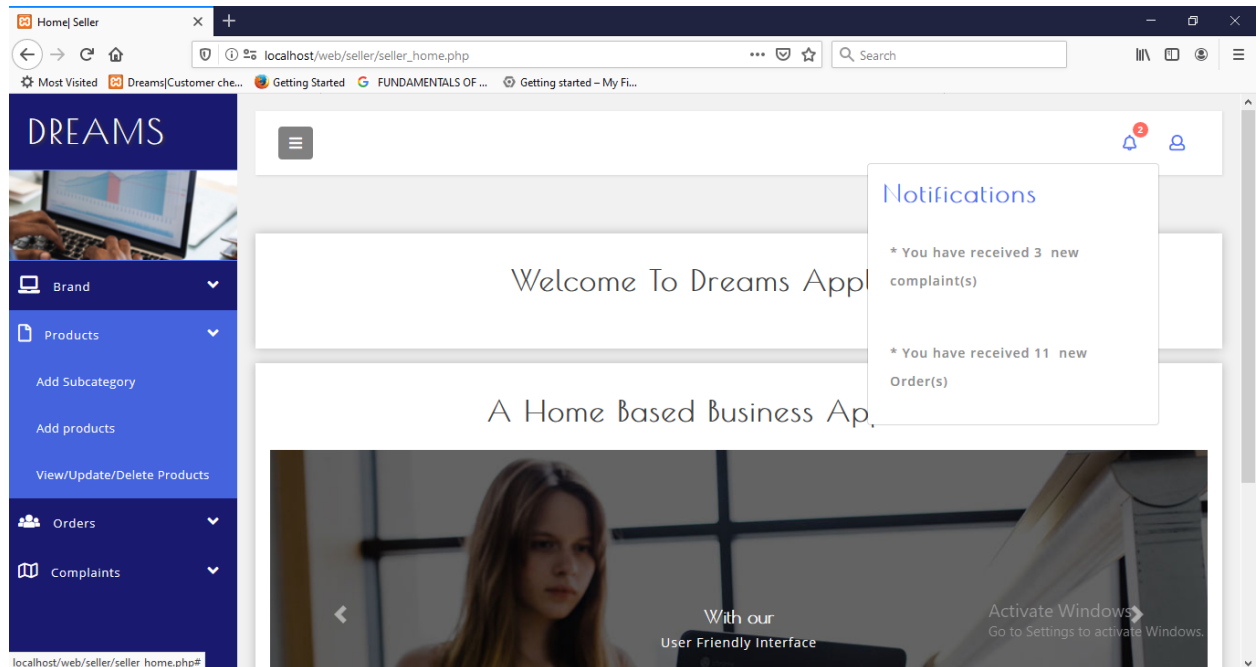 Home| Seller
localhost/web/seller/seller_home.php
Search
Most Visited
Dreams|Customer che...
Getting Started
FUNDAMENTALS OF ...
Getting started – My Fi...
DREAMS
2
Notifications
* You have received 3 new
complaint(s)
* You have received 11 new
Order(s)
Brand
Products
Add Subcategory
Add products
View/Update/Delete Products
Orders
Complaints
Welcome To Dreams Appl
A Home Based Business Ap
With our
User Friendly Interface
Activate Windows
Go to Settings to activate Windows.
localhost/web/seller/seller_home.php#